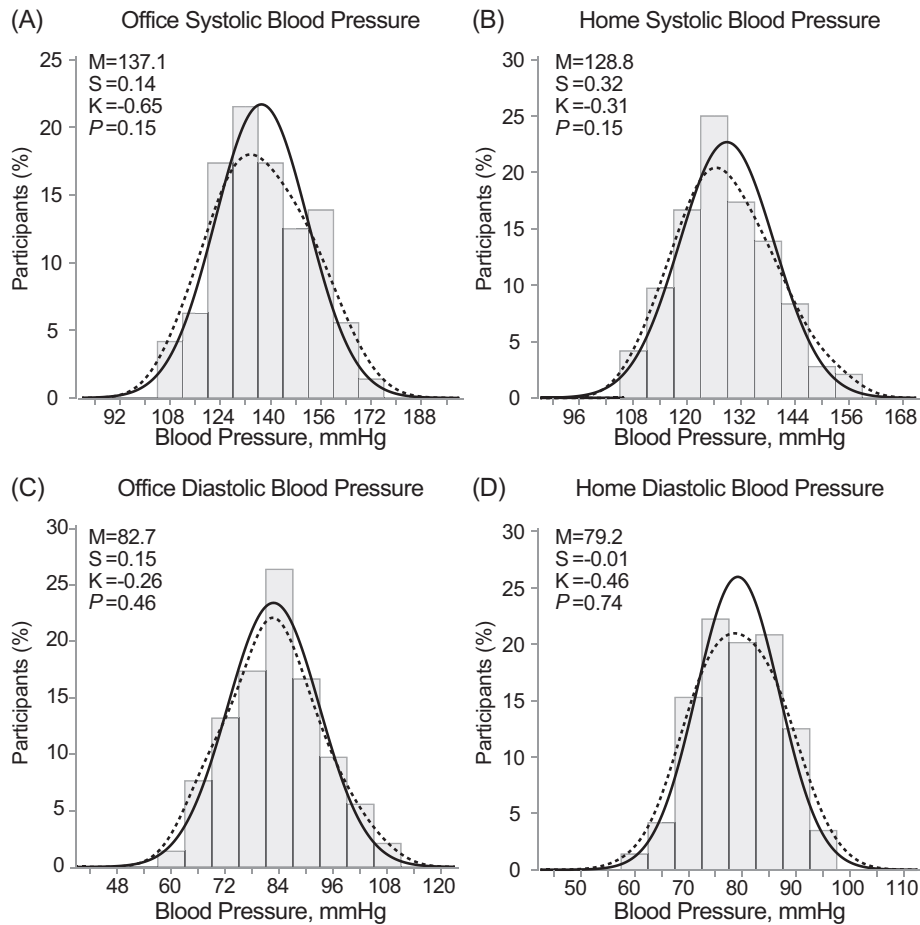 (A) Office Systolic Blood Pressure
M=137.1
S=0.14
K=-0.65
P=0.15
Participants (%)
25
20
15
10
5
0
92 108 124 140 156 172 188
Blood Pressure, mmHg
(B) Home Systolic Blood Pressure
M=128.8
S=0.32
K=-0.31
P=0.15
Participants (%)
30
25
20
15
10
5
0
96 108 120 132 144 156 168
Blood Pressure, mmHg
(C) Office Diastolic Blood Pressure
M=82.7
S=0.15
K=-0.26
P=0.46
Participants (%)
30
25
20
15
10
5
0
48 60 72 84 96 108 120
Blood Pressure, mmHg
(D) Home Diastolic Blood Pressure
M=79.2
S=-0.01
K=-0.46
P=0.74
Participants (%)
30
25
20
15
10
5
0
50 60 70 80 90 100 110
Blood Pressure, mmHg